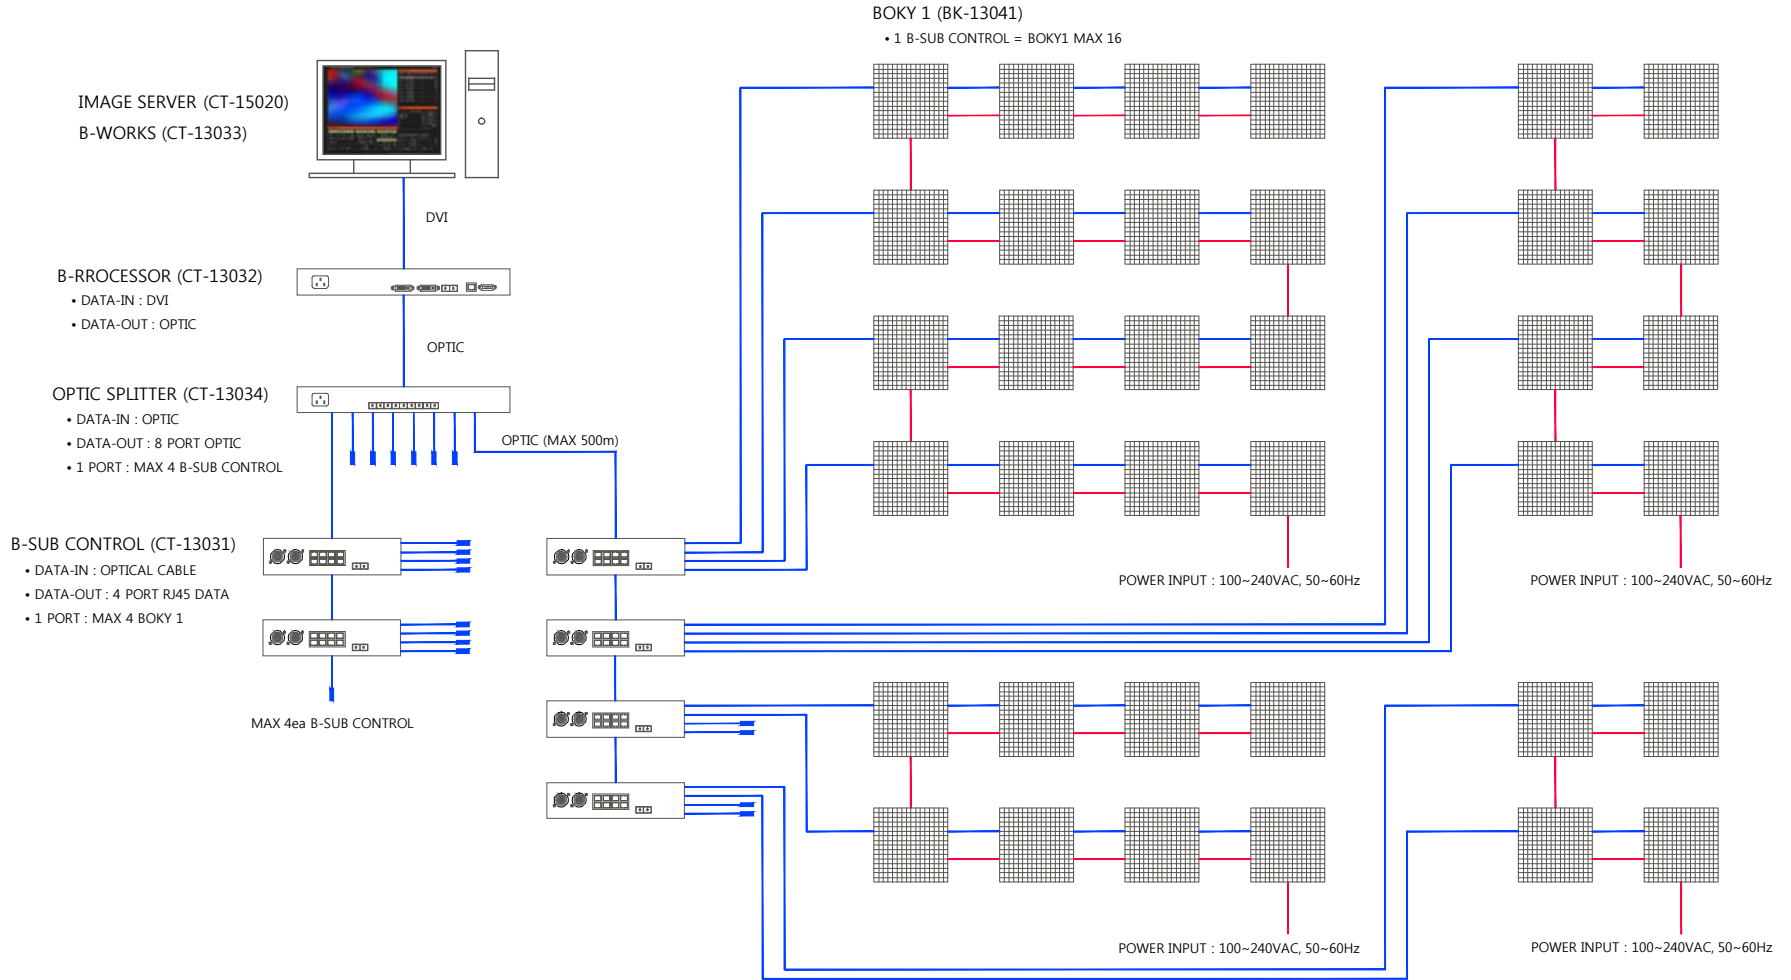 BOKY 1 (BK-13041)
• 1 B-SUB CONTROL = BOKY1 MAX 16
IMAGE SERVER (CT-15020)
B-WORKS (CT-13033)
DVI
B-RROCESSOR (CT-13032)
• DATA-IN : DVI
• DATA-OUT : OPTIC
OPTIC
OPTIC SPLITTER (CT-13034)
• DATA-IN : OPTIC
• DATA-OUT : 8 PORT OPTIC
• 1 PORT : MAX 4 B-SUB CONTROL
OPTIC (MAX 500m)
B-SUB CONTROL (CT-13031)
• DATA-IN : OPTICAL CABLE
• DATA-OUT : 4 PORT RJ45 DATA
• 1 PORT : MAX 4 BOKY 1
MAX 4ea B-SUB CONTROL
POWER INPUT : 100~240VAC, 50~60Hz
POWER INPUT : 100~240VAC, 50~60Hz
POWER INPUT : 100~240VAC, 50~60Hz
POWER INPUT : 100~240VAC, 50~60Hz